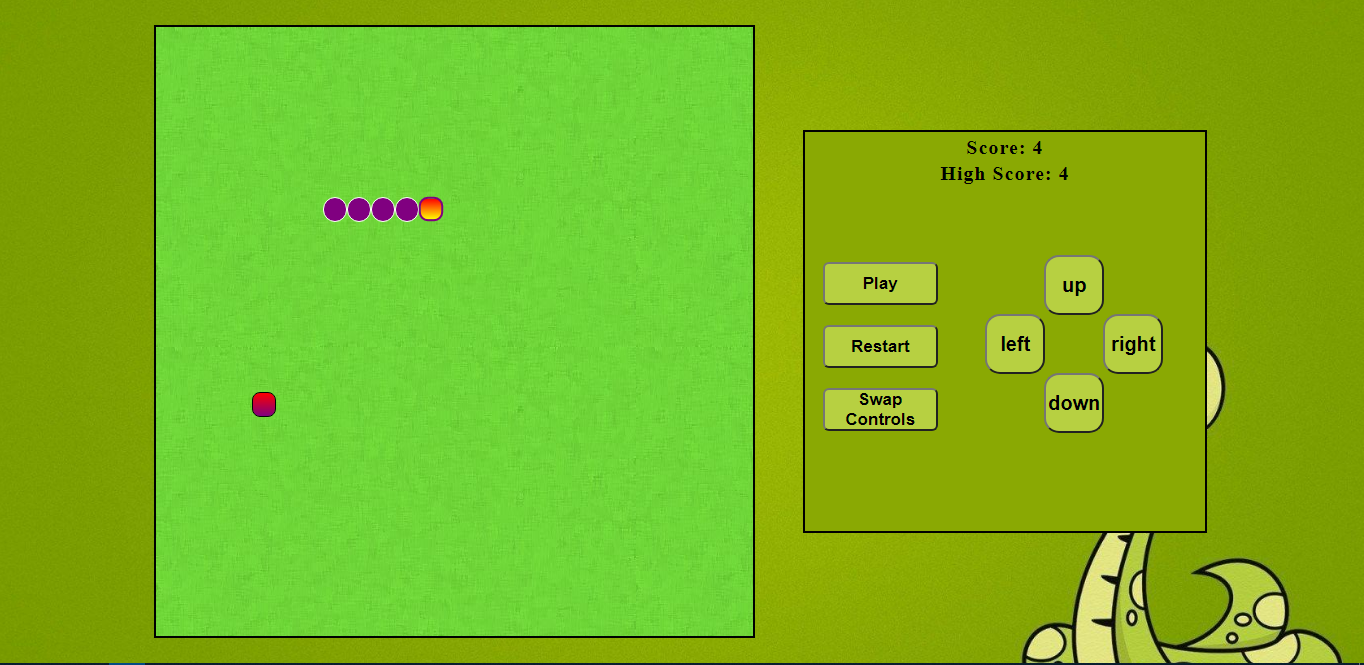 Score: 4
High Score: 4
Play
up
Restart
left
right
Swap
Controls
down